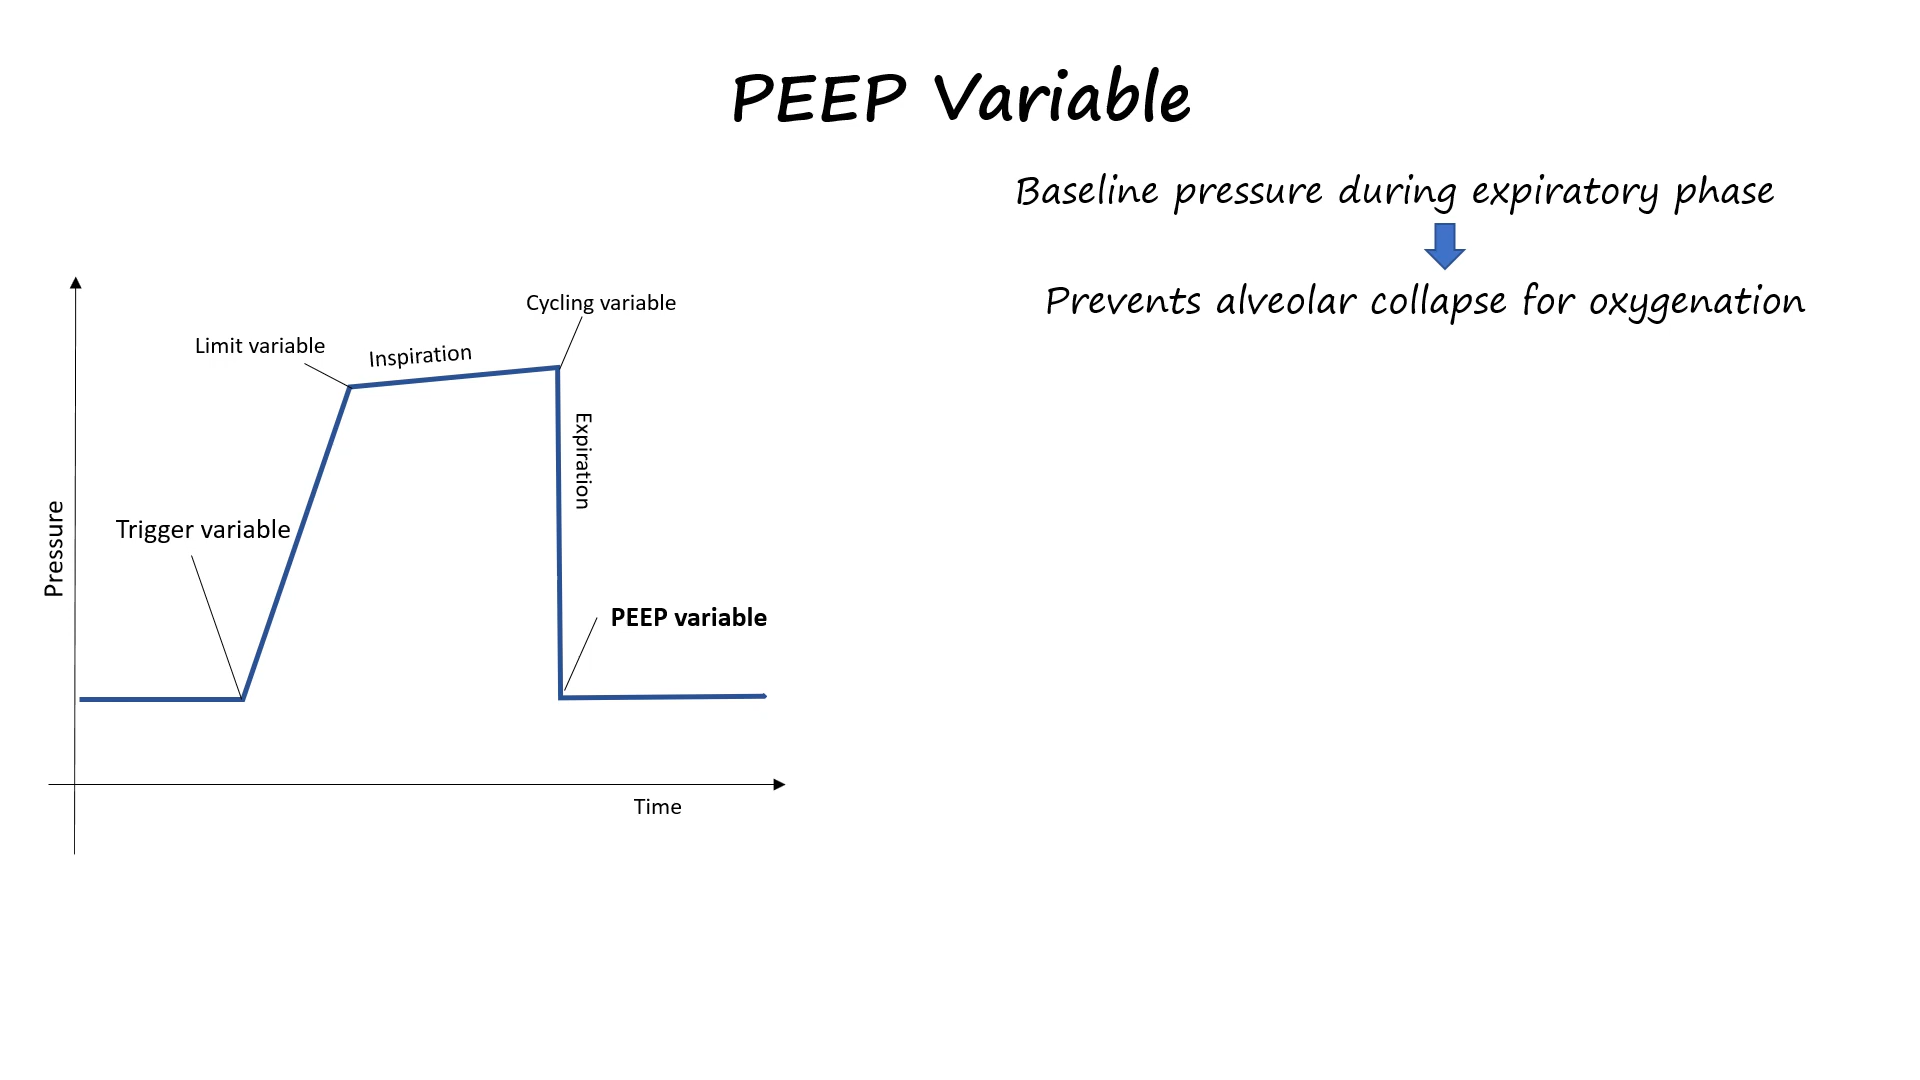 PEEP Variable
Baseline pressure during expiratory phase
Prevents alveolar collapse for oxygenation
Cycling variable
Limit variable
Inspiration
Expiration
Trigger variable
Pressure
PEEP variable
Time